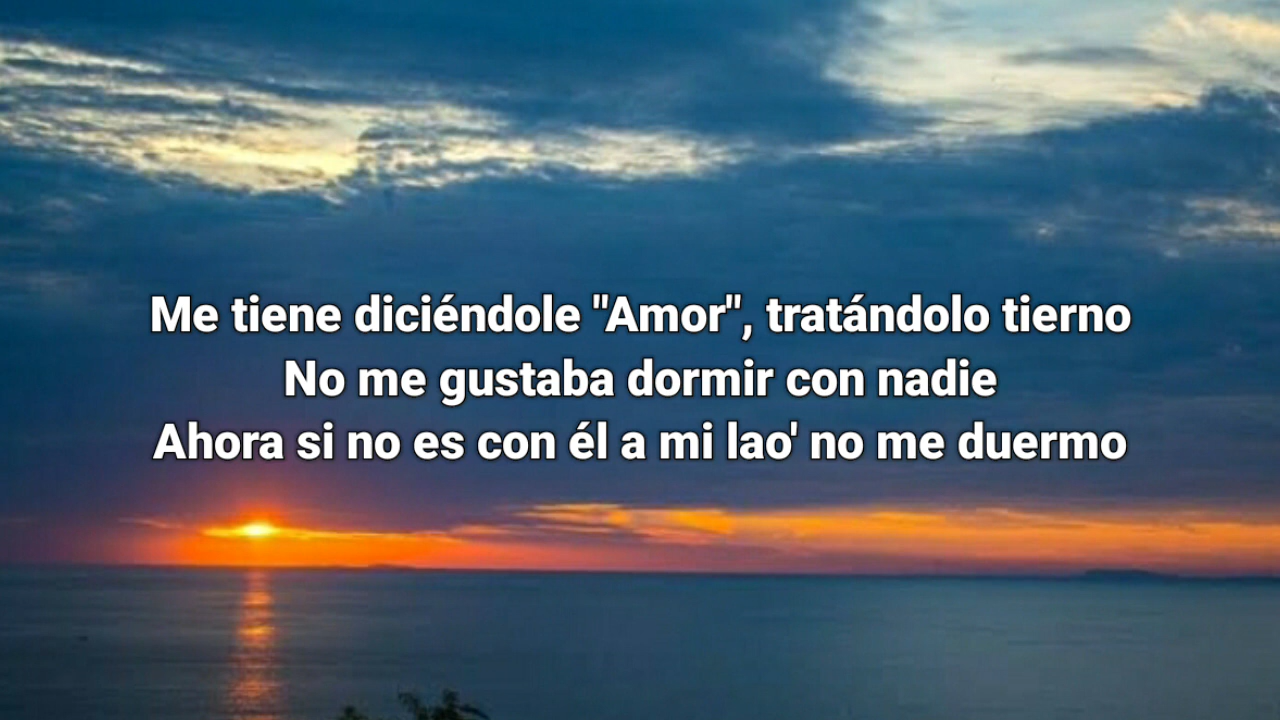 Me tiene diciéndole "Amor", tratándolo tierno
No me gustaba dormir con nadie
Ahora si no es con él a mi lao' no me duermo